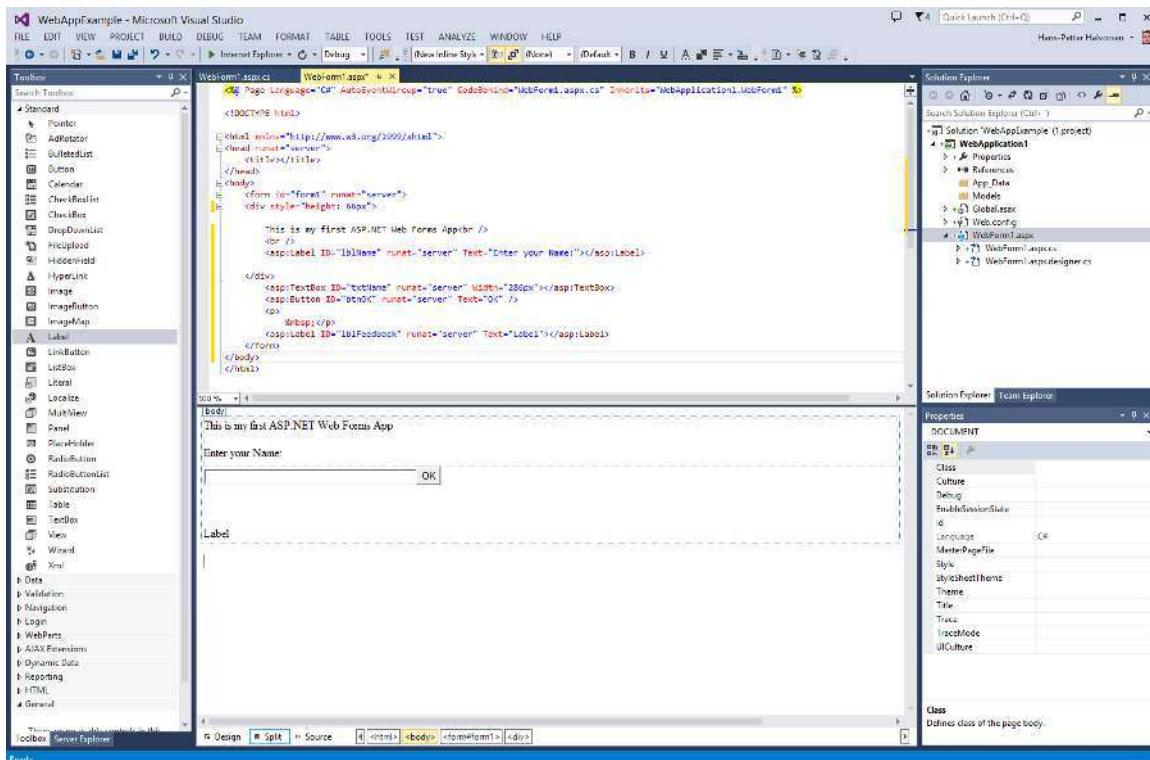 WebAppExample - Microsoft Visual Studio
4 Quick Launch (Ctrl+Q)
FILE EDIT VIEW PROJECT BUILD DEBUG TEAM FORMAT TABLE TOOLS TEST ANALYZE WINDOW HELP
Hans-Petter Halvorsen
Internet Explorer Debug (New Inline Style (None) (Default B I U A
Toolbox
Search Toolbox
Standard
Pointer
AdRotator
BulletedList
Button
Calendar
CheckBoxList
CheckBox
DropDownList
FileUpload
HiddenField
HyperLink
Image
ImageButton
ImageMap
Label
LinkButton
ListBox
Literal
Localize
MultiView
Panel
PlaceHolder
RadioButton
RadioButtonList
Substitution
Table
TextBox
View
Wizard
Xml
Data
Validation
Navigation
Login
WebParts
AJAX Extensions
Dynamic Data
Reporting
HTML
General
Toolbox Server Explorer
WebForm1.aspx.cs WebForm1.aspx*
<%@ Page Language="C#" AutoEventWireup="true" CodeBehind="WebForm1.aspx.cs" Inherits="WebApplication1.WebForm1" %>
<!DOCTYPE html>
<html xmlns="http://www.w3.org/1999/xhtml">
<head runat="server">
<title></title>
</head>
<body>
<form id="form1" runat="server">
<div style="height: 66px">
This is my first ASP.NET Web Forms App<br />
<br />
<asp:Label ID="lblName" runat="server" Text="Enter your Name:"></asp:Label>
</div>
<asp:TextBox ID="txtName" runat="server" Width="286px"></asp:TextBox>
<asp:Button ID="btnOK" runat="server" Text="OK" />
<p>
&nbsp;</p>
<asp:Label ID="lblFeedback" runat="server" Text="Label"></asp:Label>
</form>
</body>
</html>
100 %
body
This is my first ASP.NET Web Forms App
Enter your Name:
OK
Label
Design Split Source <html> <body> <form#form1> <div>
Solution Explorer
Search Solution Explorer (Ctrl+ )
Solution 'WebAppExample' (1 project)
WebApplication1
Properties
References
App_Data
Models
Global.asax
Web.config
WebForm1.aspx
WebForm1.aspx.cs
WebForm1.aspx.designer.cs
Solution Explorer Team Explorer
Properties
DOCUMENT
Class
Culture
Debug
EnableSessionState
Id
Language C#
MasterPageFile
Style
StyleSheetTheme
Theme
Title
Trace
TraceMode
UICulture
Class
Defines class of the page body.
Ready